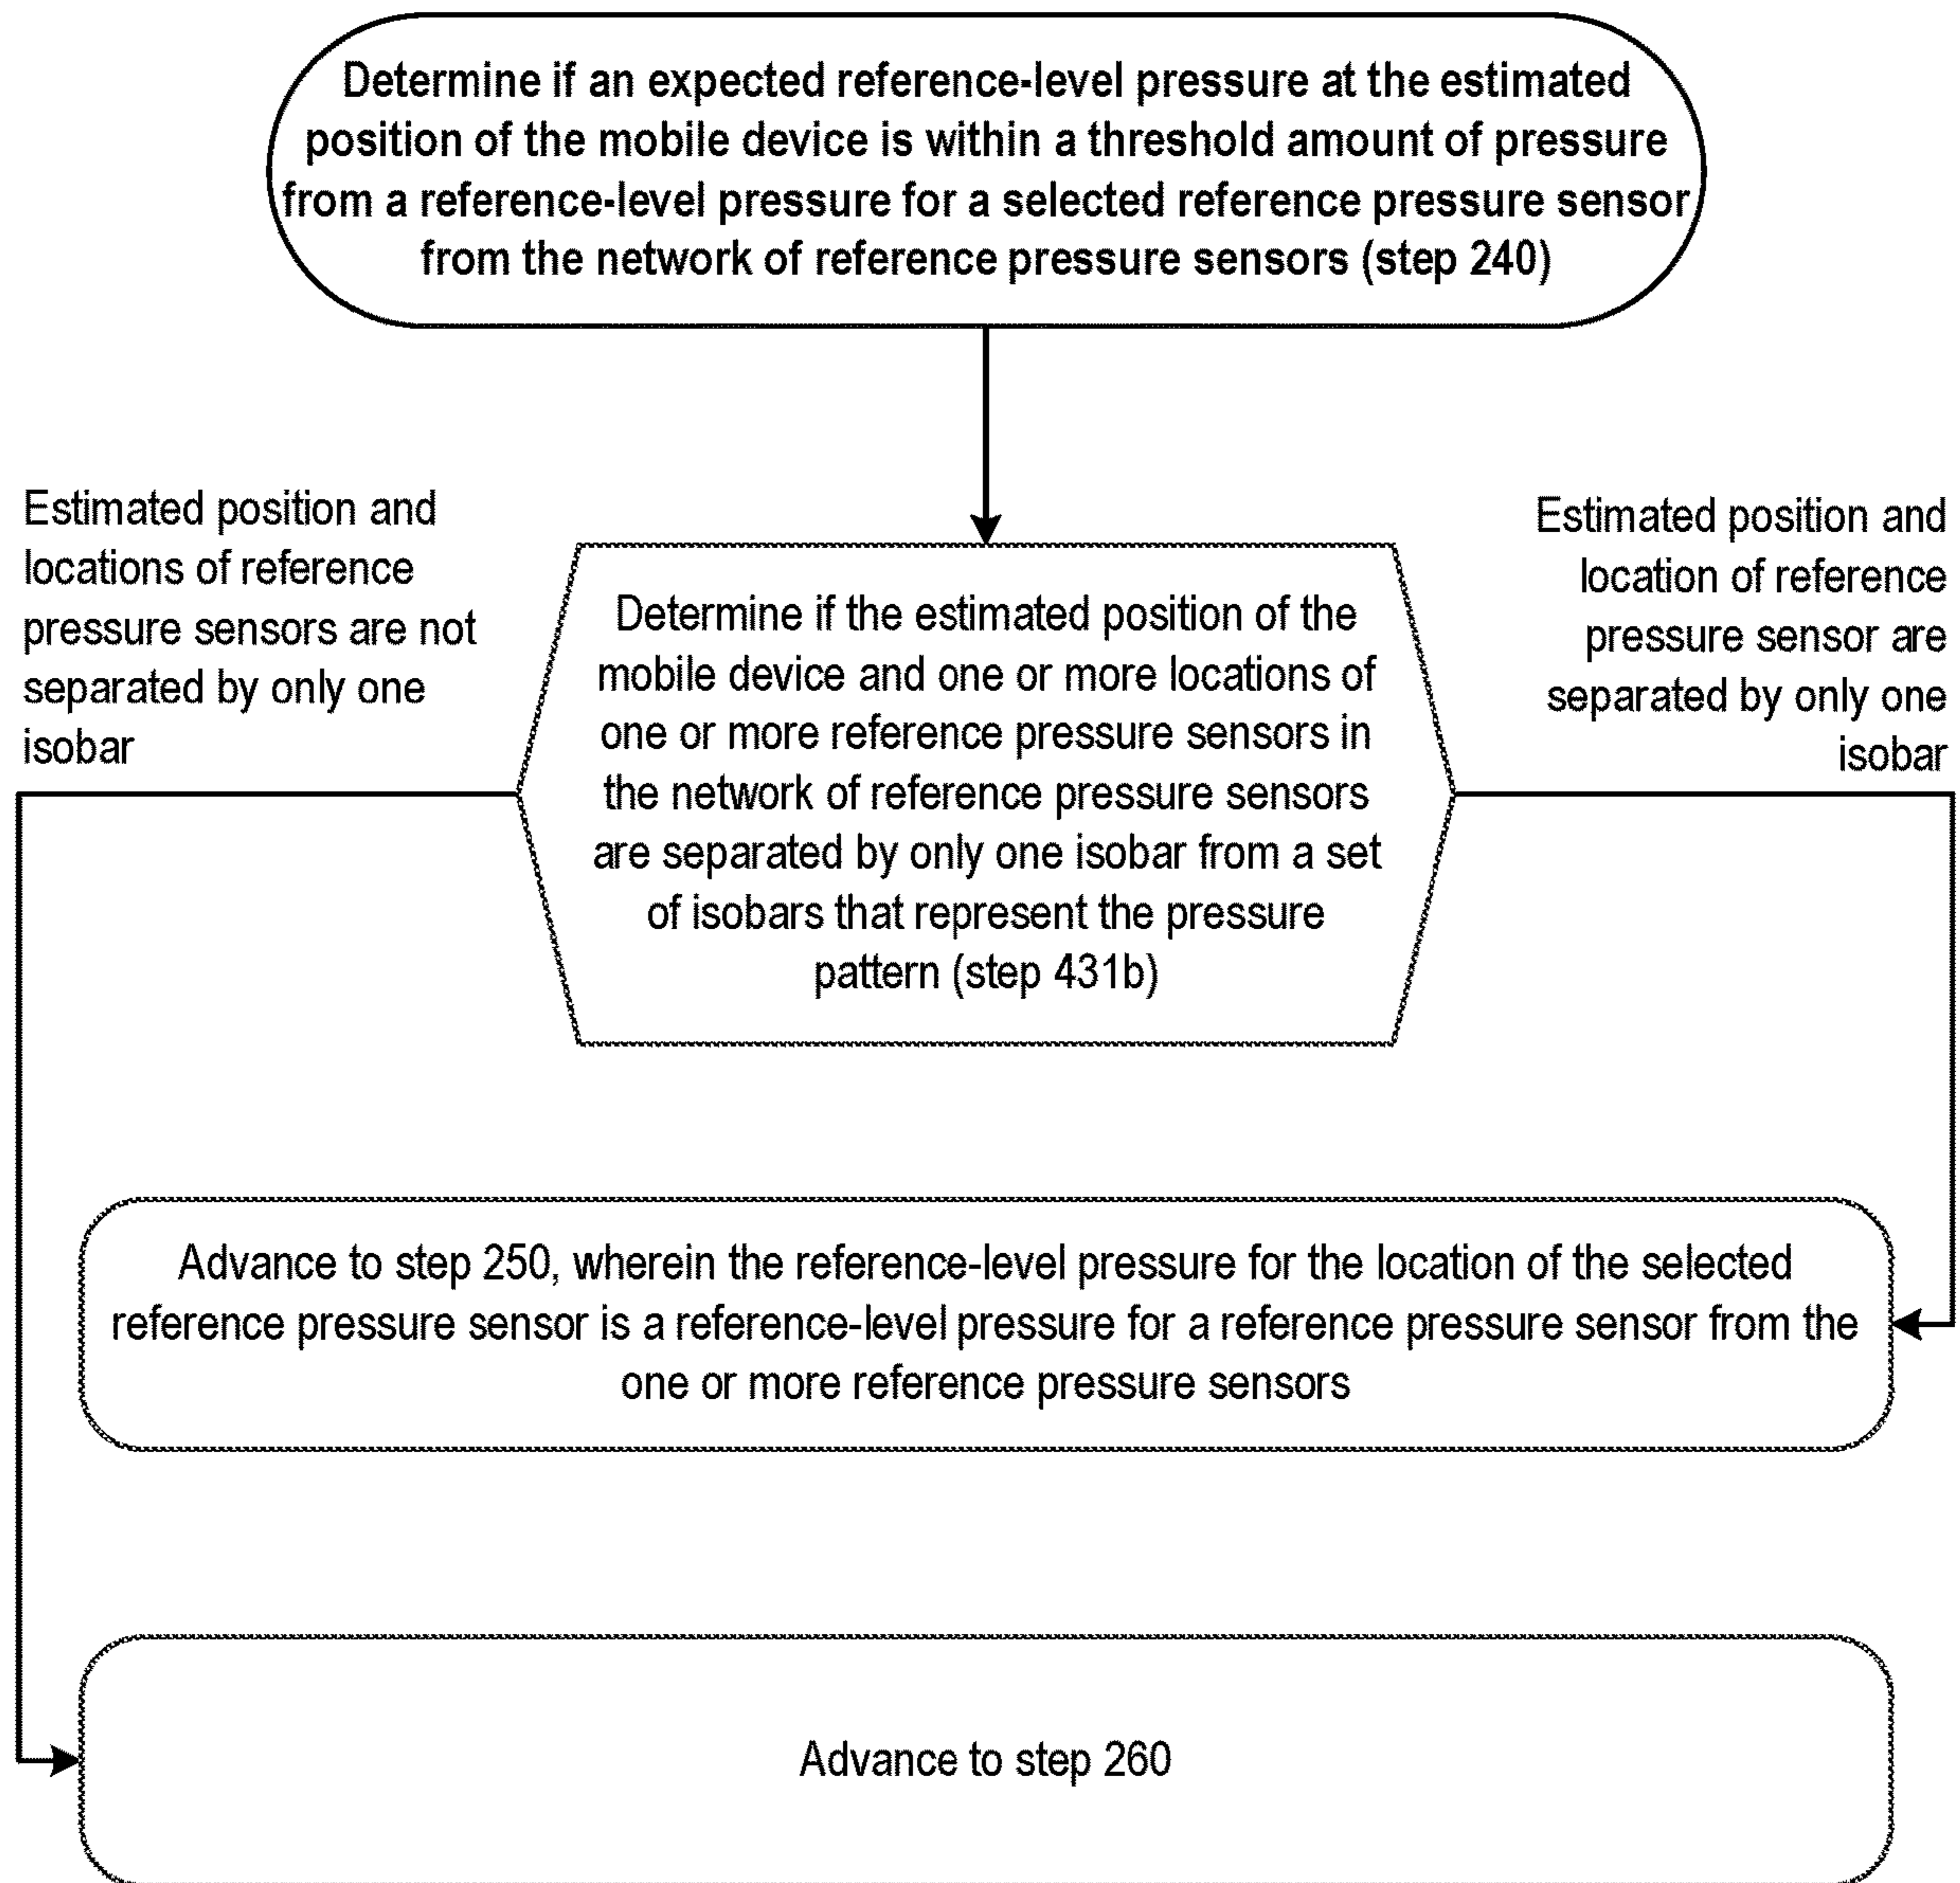 Determine if an expected reference-level pressure at the estimated
position of the mobile device is within a threshold amount of pressure
from a reference-level pressure for a selected reference pressure sensor
from the network of reference pressure sensors (step 240)
Estimated position and
locations of reference
pressure sensors are not
separated by only one
isobar
Determine if the estimated position of the
mobile device and one or more locations of
one or more reference pressure sensors in
the network of reference pressure sensors
are separated by only one isobar from a set
of isobars that represent the pressure
pattern (step 431b)
Estimated position and
location of reference
pressure sensor are
separated by only one
isobar
Advance to step 250, wherein the reference-level pressure for the location of the selected
reference pressure sensor is a reference-level pressure for a reference pressure sensor from the
one or more reference pressure sensors
Advance to step 260